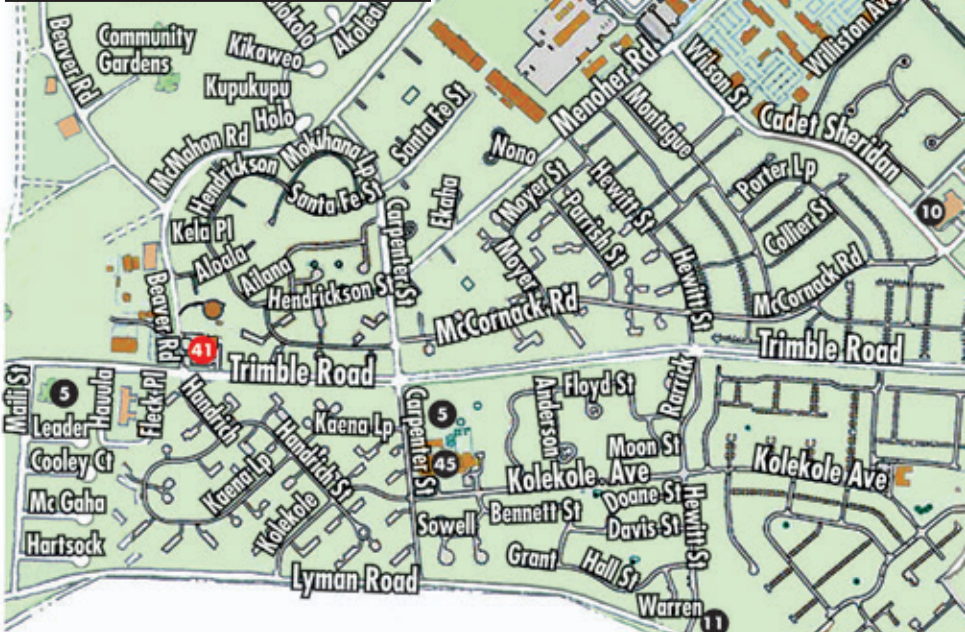 Beaver Rd
Community
Gardens
Kikaweo
Kupukupu
Holo
Akolea
McMahon Rd
Hendrickson
Mokihana Lp
Santa Fe St
Santa Fe St
Nono
Menoher Rd
Montague
Wilson St
Williston Ave
Cadet Sheridan
10
Kela Pl
Aloala
Ailana
Hendrickson St
Carpenter St
Ekaha
Moyer St
Moyer
Hewitt St
Parrish St
Hewitt St
Porter Lp
Collier St
McCornack Rd
McCornack Rd
Beaver Rd
41
Trimble Road
Trimble Road
Maili St
5
Leader
Hauula
Fleck Pl
Cooley Ct
Mc Gaha
Hartsock
Handrich
Handrich St
Kaena Lp
Kaena Lp
Kolekole
Carpenter St
5
45
Anderson
Floyd St
Rarrick
Moon St
Kolekole. Ave
Kolekole Ave
Sowell
Bennett St
Doane St
Davis St
Hewitt St
Grant
Hall St
Lyman Road
Warren
11